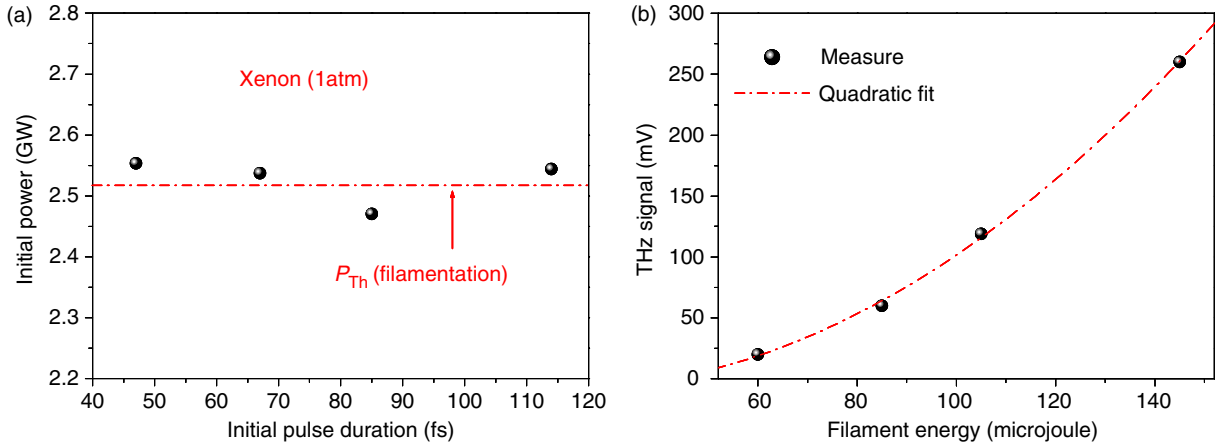 (a)
2.8
2.7
2.6
2.5
2.4
2.3
2.2
Initial power (GW)
Xenon (1atm)
P_Th (filamentation)
40 50 60 70 80 90 100 110 120
Initial pulse duration (fs)
(b)
300
250
200
150
100
50
0
THz signal (mV)
Measure
Quadratic fit
60 80 100 120 140
Filament energy (microjoule)